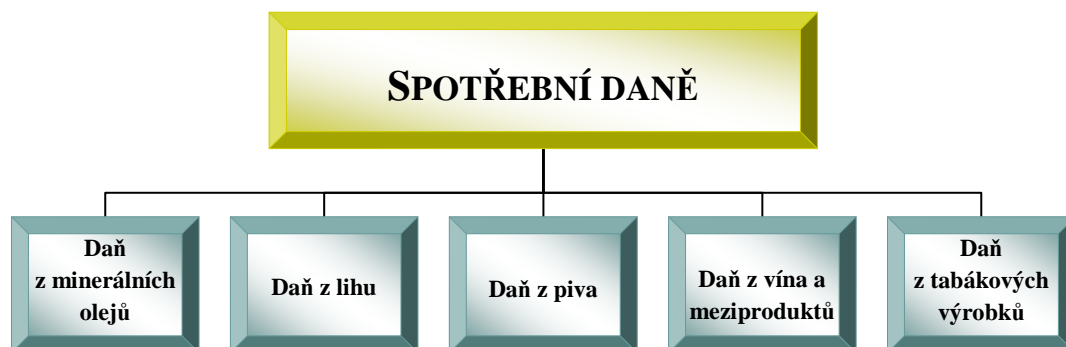 SPOTŘEBNÍ DANĚ
Daň
z minerálních
olejů
Daň z lihu
Daň z piva
Daň z vína a
meziproduktů
Daň
z tabákových
výrobků